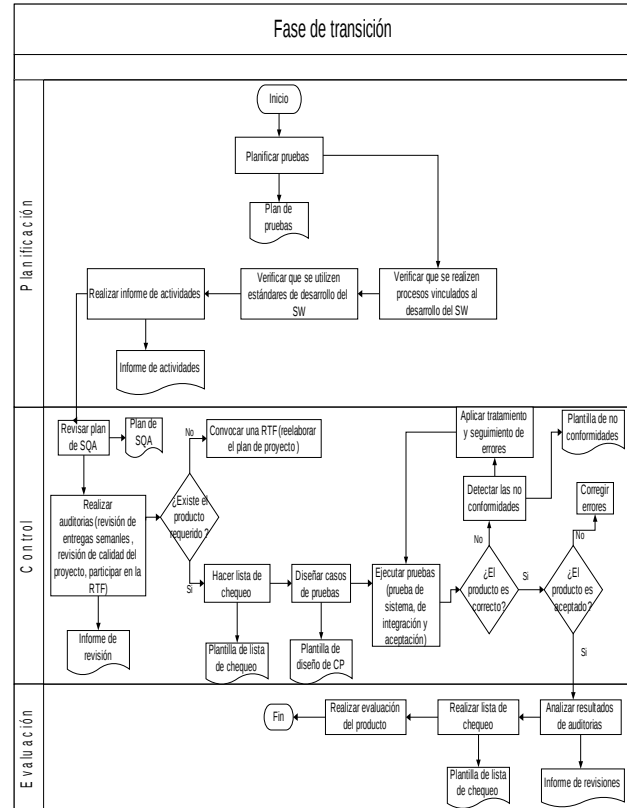 Fase de transición
Planificación
Inicio
Planificar pruebas
Plan de
pruebas
Realizar informe de actividades
Verificar que se utilizen
estándares de desarrollo del
SW
Verificar que se realizen
procesos vinculados al
desarrollo del SW
Informe de actividades
Control
Revisar plan
de SQA
Plan de
SQA
No
Convocar una RTF (reelaborar
el plan de proyecto )
Aplicar tratamiento
y seguimiento de
errores
Plantilla de no
conformidades
Realizar
auditorias (revisión de
entregas semanles ,
revisión de calidad del
proyecto, participar en la
RTF)
¿Existe el
producto
requerido ?
Detectar las no
conformidades
Corregir
errores
No
No
Si
Hacer lista de
chequeo
Diseñar casos
de pruebas
Ejecutar pruebas
(prueba de
sistema, de
integración y
aceptación)
¿El
producto es
correcto?
Si
¿El
producto es
aceptado?
Informe de
revisión
Plantilla de lista
de chequeo
Plantilla de
diseño de CP
Si
Evaluación
Fin
Realizar evaluación
del producto
Realizar lista de
chequeo
Analizar resultados
de auditorias
Plantilla de lista
de chequeo
Informe de revisiones